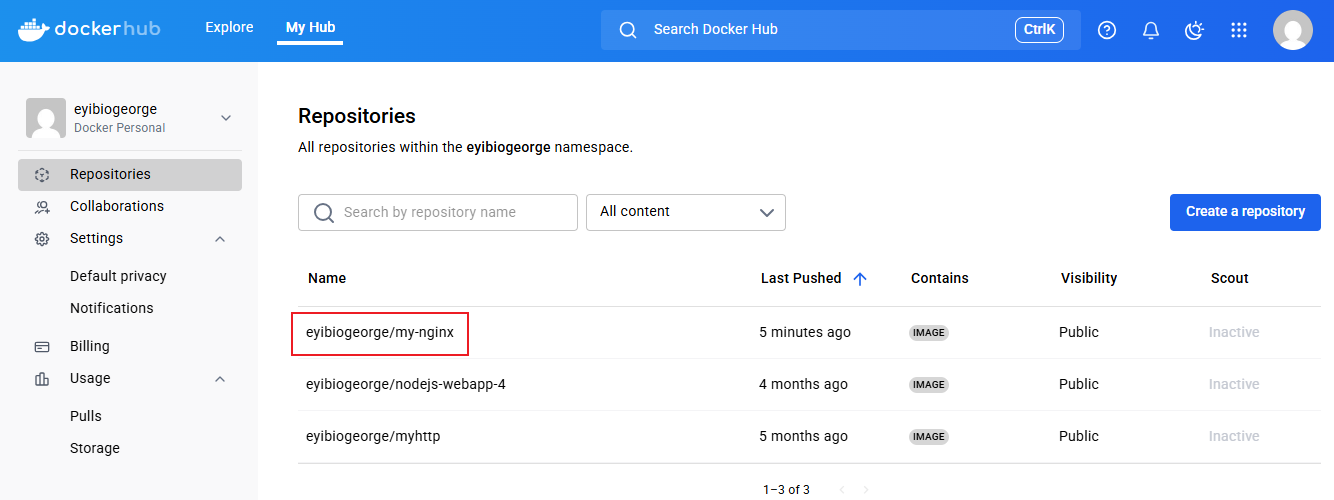 dockerhub
Explore
My Hub
Search Docker Hub
CtrlK
eyibiogeorge
Docker Personal
Repositories
Collaborations
Settings
Default privacy
Notifications
Billing
Usage
Pulls
Storage
Repositories
All repositories within the eyibiogeorge namespace.
Search by repository name
All content
Create a repository
Name Last Pushed Contains Visibility Scout
eyibiogeorge/my-nginx 5 minutes ago IMAGE Public Inactive
eyibiogeorge/nodejs-webapp-4 4 months ago IMAGE Public Inactive
eyibiogeorge/myhttp 5 months ago IMAGE Public Inactive
1–3 of 3